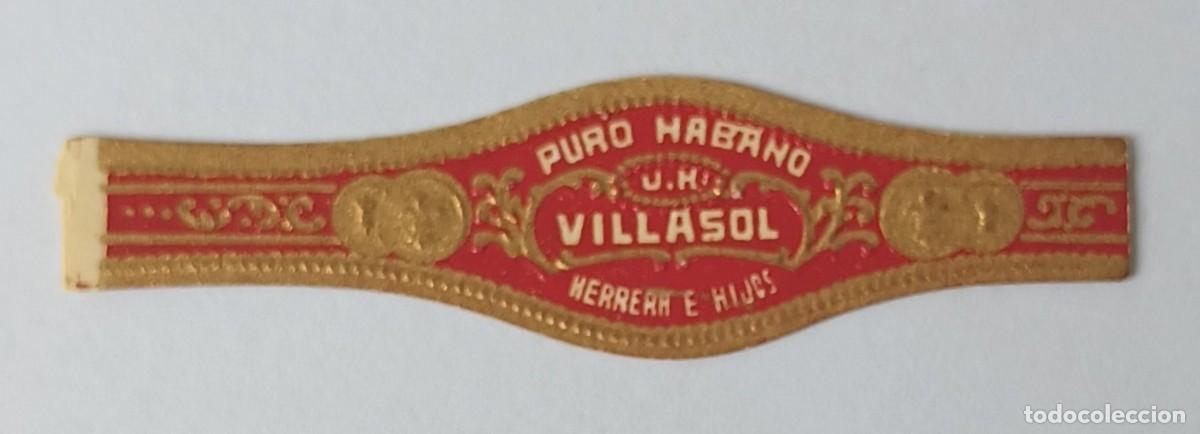 PURO HABANO
J.H.
VILLASOL
HERRERA E HIJOS
todocoleccion